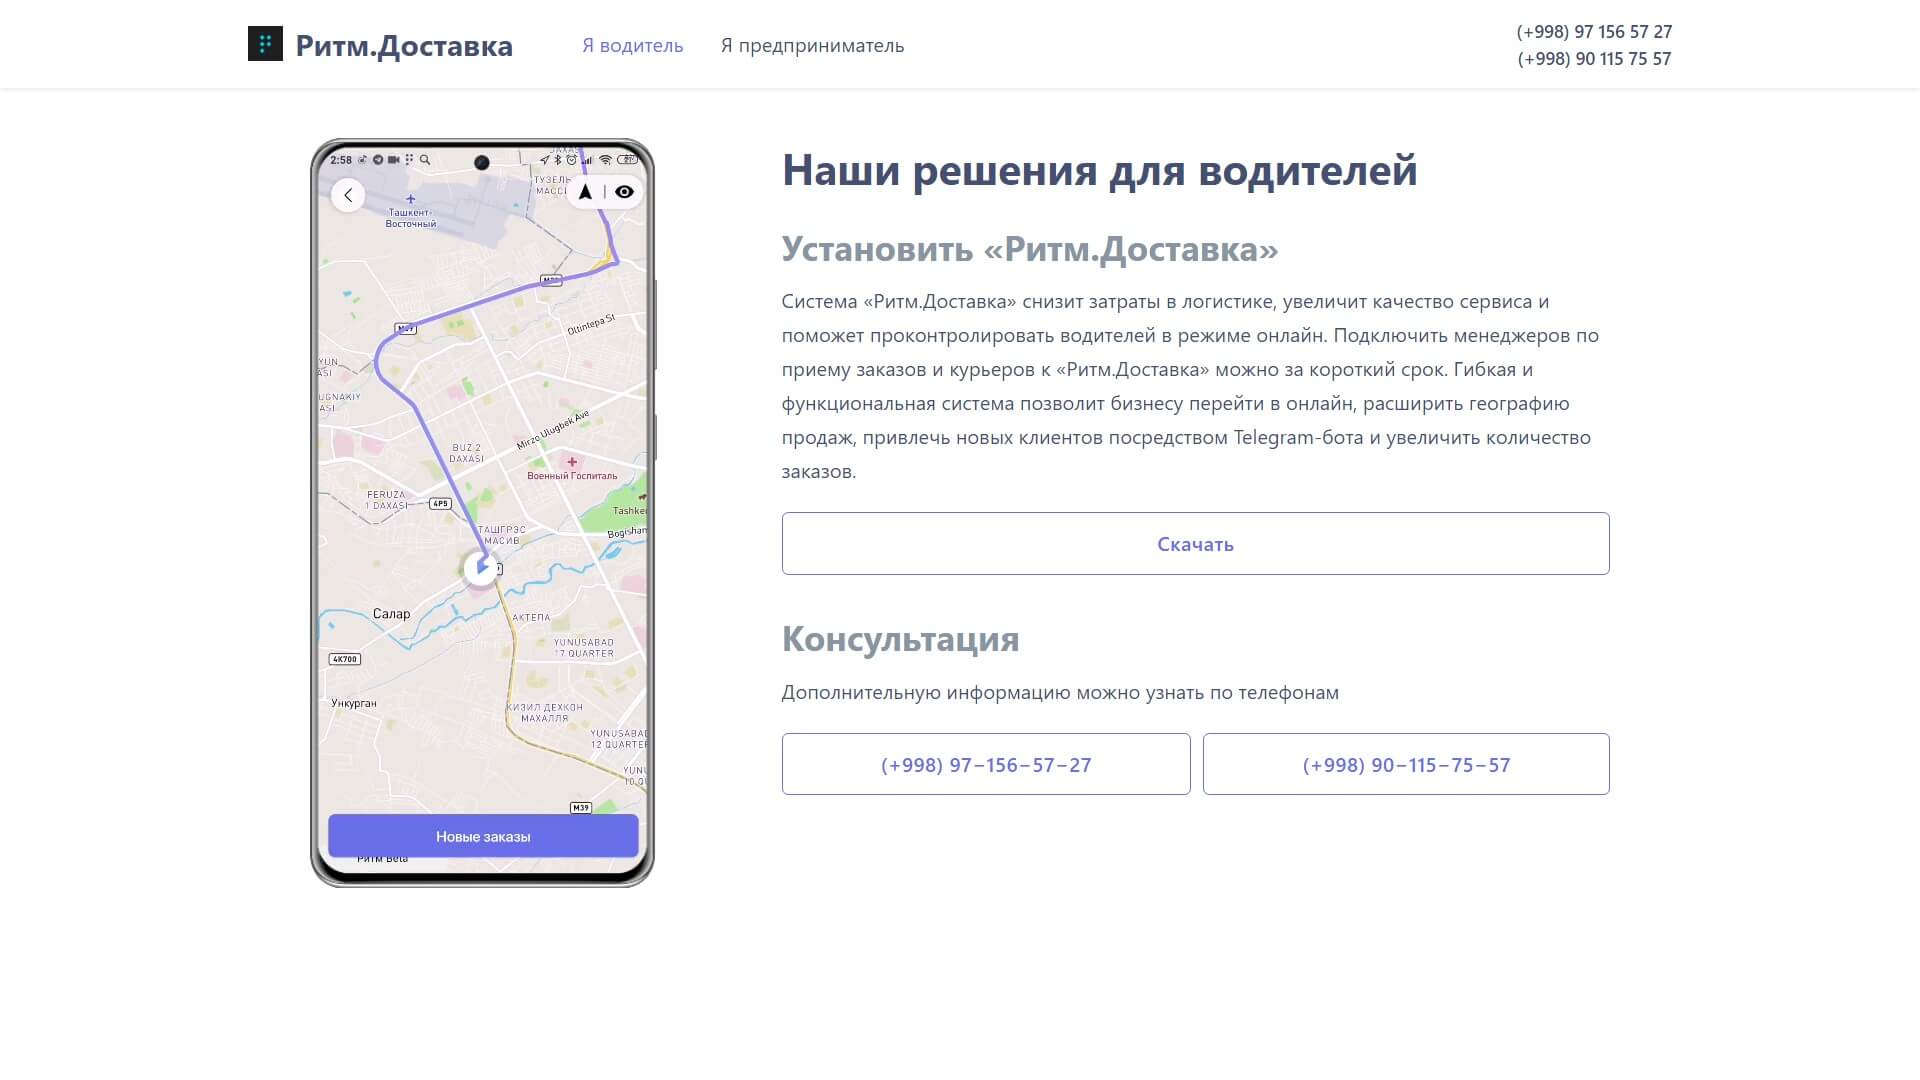 Ритм.Доставка
Я водитель
Я предприниматель
(+998) 97 156 57 27
(+998) 90 115 75 57
2:58
ТУЗЕЛЬ
Ташкент-
Восточный
M39
Oltintepa St
Mirzo Ulugbek Ave
BUZ 2
DAXASI
Военный Госпиталь
FERUZA
1 DAXASI
4P5
ТАШГРЭС
МАСИВ
Салар
АКТЕПА
YUNUSABAD
17 QUARTER
4K700
Ункурган
КИЗИЛ ДЕХКОН
МАХАЛЛЯ
YUNUSABAD
12 QUARTER
M39
Новые заказы
Ритм Beta
Наши решения для водителей
Установить «Ритм.Доставка»
Система «Ритм.Доставка» снизит затраты в логистике, увеличит качество сервиса и
поможет проконтролировать водителей в режиме онлайн. Подключить менеджеров по
приему заказов и курьеров к «Ритм.Доставка» можно за короткий срок. Гибкая и
функциональная система позволит бизнесу перейти в онлайн, расширить географию
продаж, привлечь новых клиентов посредством Telegram-бота и увеличить количество
заказов.
Скачать
Консультация
Дополнительную информацию можно узнать по телефонам
(+998) 97-156-57-27
(+998) 90-115-75-57